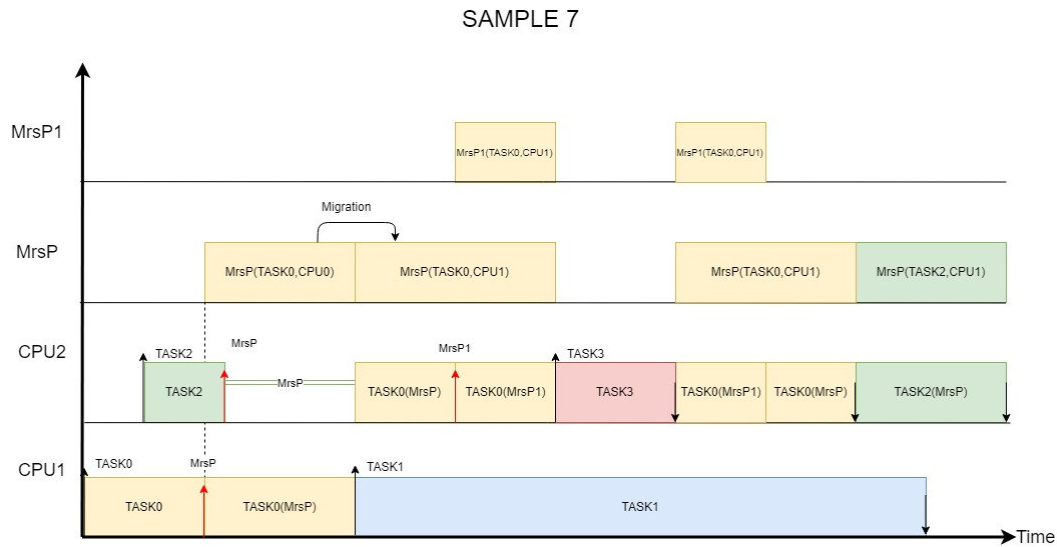 SAMPLE 7
MrsP1
MrsP1(TASK0,CPU1)
MrsP1(TASK0,CPU1)
Migration
MrsP
MrsP(TASK0,CPU0)
MrsP(TASK0,CPU1)
MrsP(TASK0,CPU1)
MrsP(TASK2,CPU1)
CPU2
TASK2
MrsP
MrsP1
TASK3
TASK2
MrsP
TASK0(MrsP)
TASK0(MrsP1)
TASK3
TASK0(MrsP1)
TASK0(MrsP)
TASK2(MrsP)
CPU1
TASK0
MrsP
TASK1
TASK0
TASK0(MrsP)
TASK1
Time